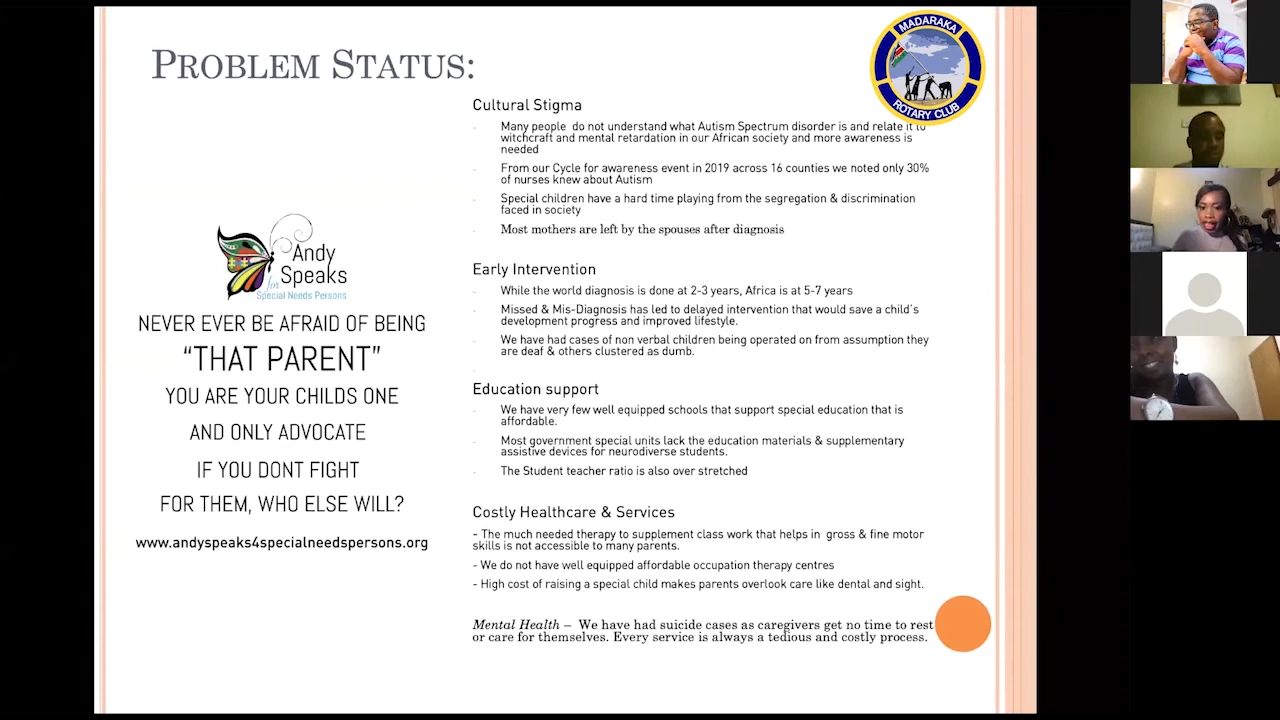 PROBLEM STATUS:
MADARAKA
ROTARY CLUB
Andy
Speaks
for
Special Needs Persons
NEVER EVER BE AFRAID OF BEING
“THAT PARENT”
YOU ARE YOUR CHILDS ONE
AND ONLY ADVOCATE
IF YOU DONT FIGHT
FOR THEM, WHO ELSE WILL?
www.andyspeaks4specialneedspersons.org
Cultural Stigma
- Many people do not understand what Autism Spectrum disorder is and relate it to
witchcraft and mental retardation in our African society and more awareness is
needed
- From our Cycle for awareness event in 2019 across 16 counties we noted only 30%
of nurses knew about Autism
- Special children have a hard time playing from the segregation & discrimination
faced in society
- Most mothers are left by the spouses after diagnosis
Early Intervention
- While the world diagnosis is done at 2-3 years, Africa is at 5-7 years
- Missed & Mis-Diagnosis has led to delayed intervention that would save a child's
development progress and improved lifestyle.
- We have had cases of non verbal children being operated on from assumption they
are deaf & others clustered as dumb.
-
Education support
- We have very few well equipped schools that support special education that is
affordable.
- Most government special units lack the education materials & supplementary
assistive devices for neurodiverse students.
- The Student teacher ratio is also over stretched
Costly Healthcare & Services
- The much needed therapy to supplement class work that helps in gross & fine motor
skills is not accessible to many parents.
- We do not have well equipped affordable occupation therapy centres
- High cost of raising a special child makes parents overlook care like dental and sight.
Mental Health – We have had suicide cases as caregivers get no time to rest
or care for themselves. Every service is always a tedious and costly process.